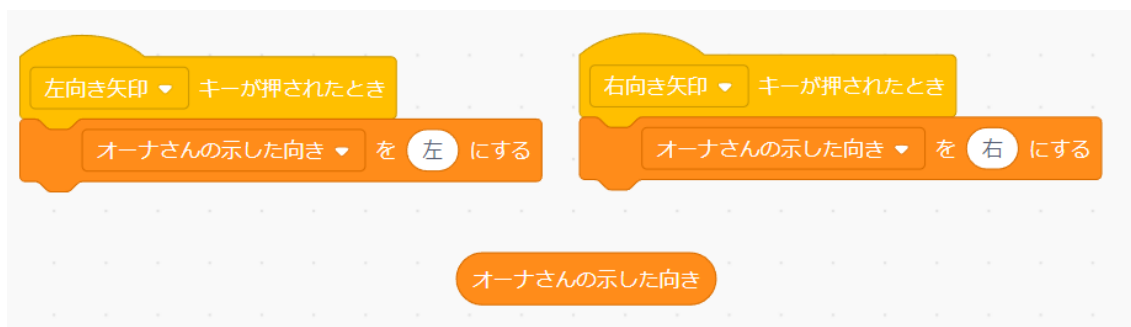 左向き矢印 キーが押されたとき
オーナさんの示した向き を 左 にする
右向き矢印 キーが押されたとき
オーナさんの示した向き を 右 にする
オーナさんの示した向き